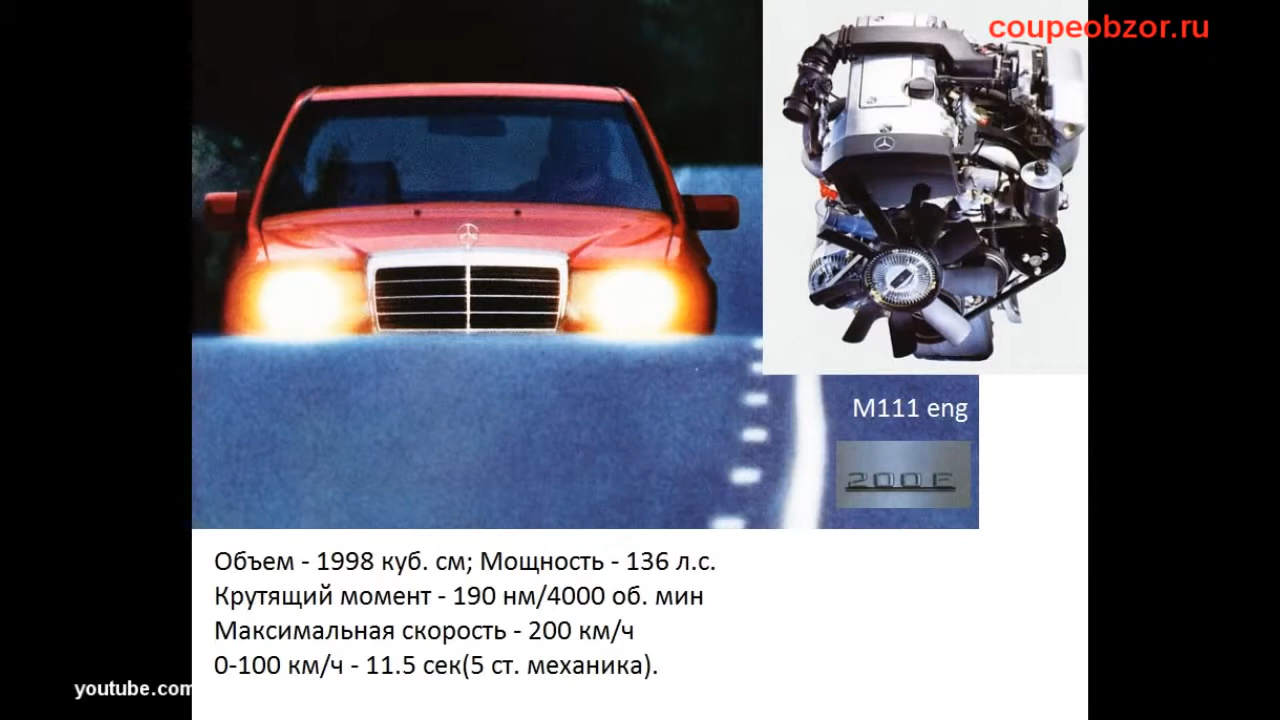 coupeobzor.ru
M111 eng
200E
Объем - 1998 куб. см; Мощность - 136 л.с.
Крутящий момент - 190 нм/4000 об. мин
Максимальная скорость - 200 км/ч
0-100 км/ч - 11.5 сек(5 ст. механика).
youtube.com